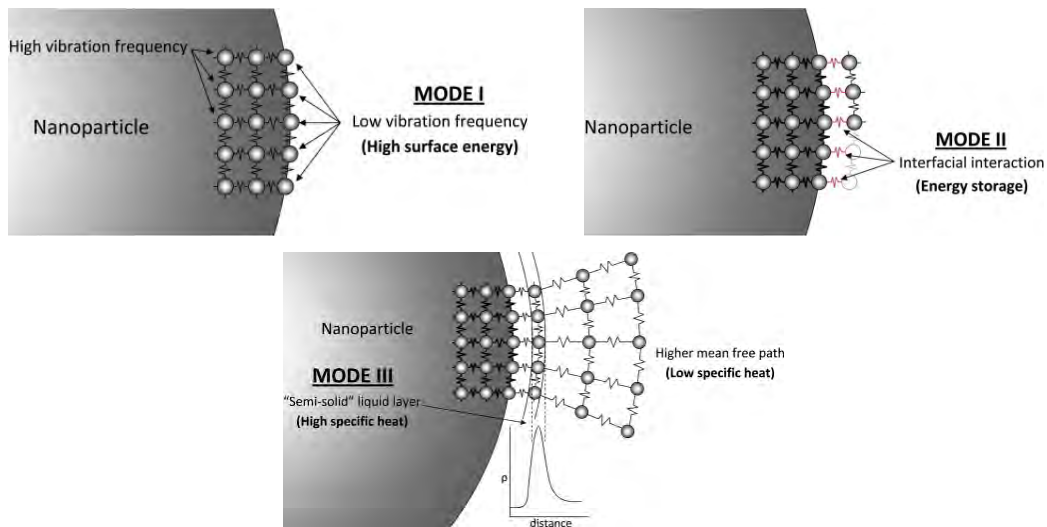 High vibration frequency
Nanoparticle
MODE I
Low vibration frequency
(High surface energy)
Nanoparticle
MODE II
Interfacial interaction
(Energy storage)
Nanoparticle
MODE III
"Semi-solid" liquid layer
(High specific heat)
Higher mean free path
(Low specific heat)
ρ
distance